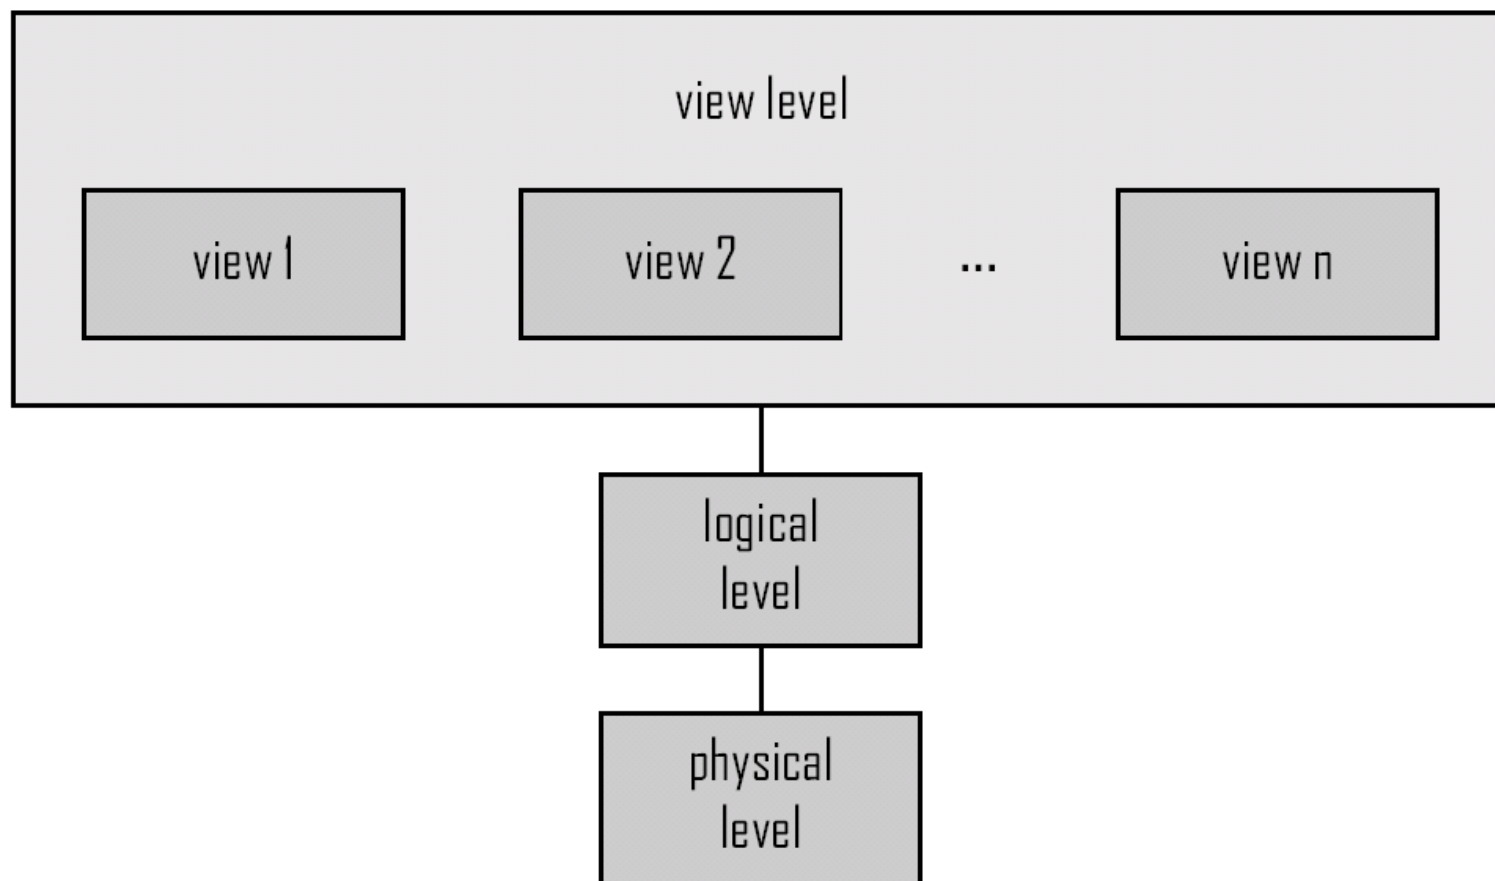 view level
view 1
view 2
...
view n
logical
level
physical
level